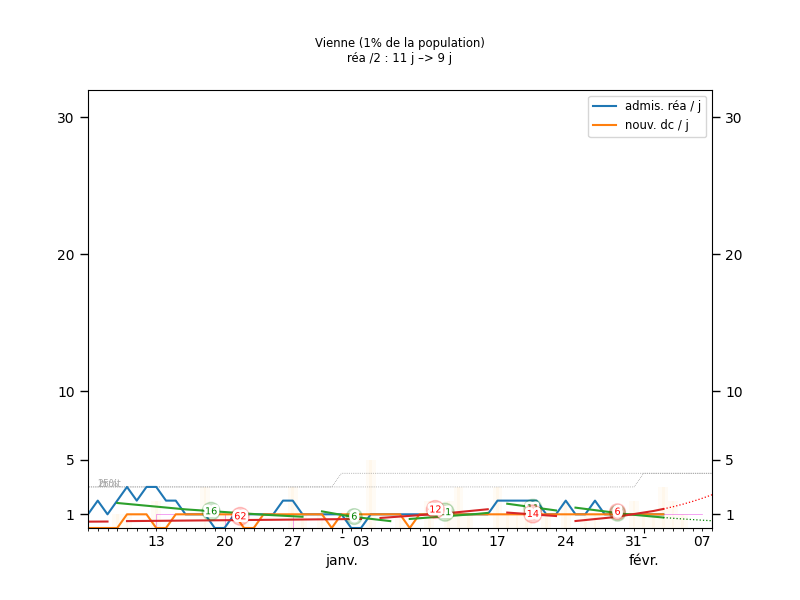 Vienne (1% de la population)
réa /2 : 11 j –> 9 j
admis. réa / j
nouv. dc / j
30 30
20 20
10 10
5 5
1 1
16 62 6 12 14 6
13 20 27 - 03 10 17 24 31 - 07
janv. févr.